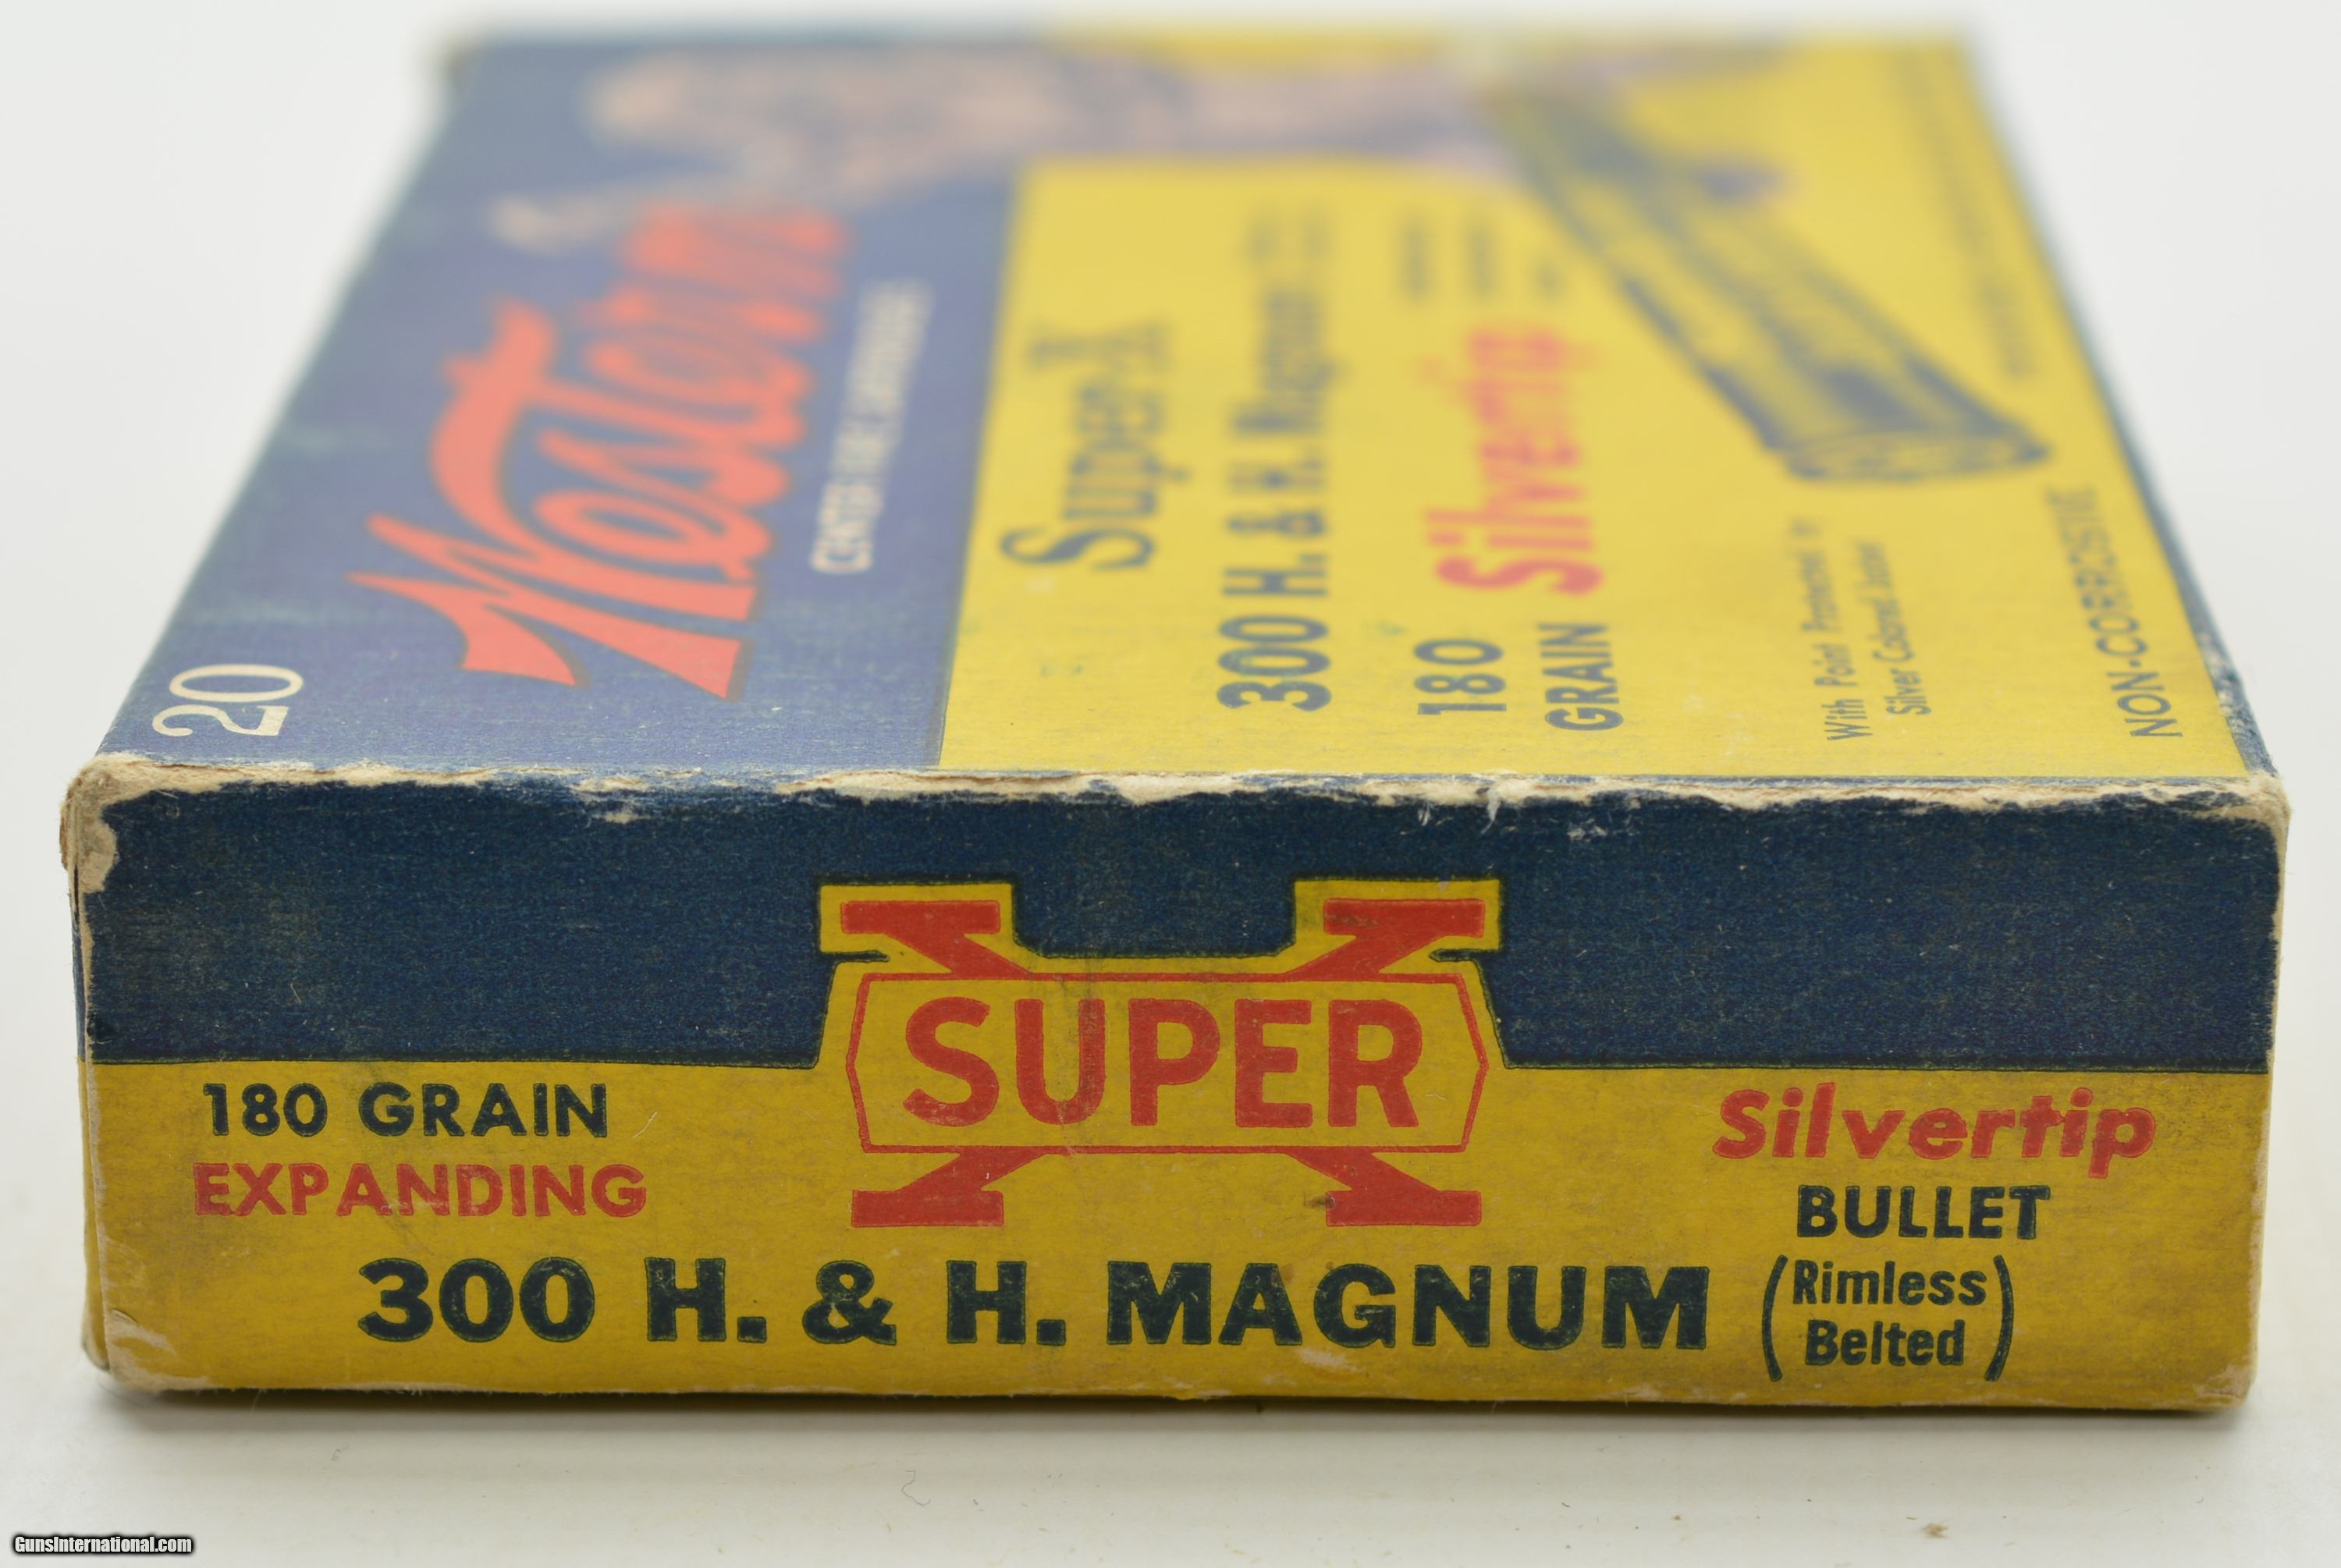 20
Western
CENTER FIRE CARTRIDGES
Super-X
300 H. & H. Magnum
180
GRAIN
Silvertip
With Point Protected
Silver Colored Jacket
NON-CORROSIVE
SUPER X
180 GRAIN
EXPANDING
Silvertip
BULLET
300 H. & H. MAGNUM
(Rimless
Belted)
GunsInternational.com